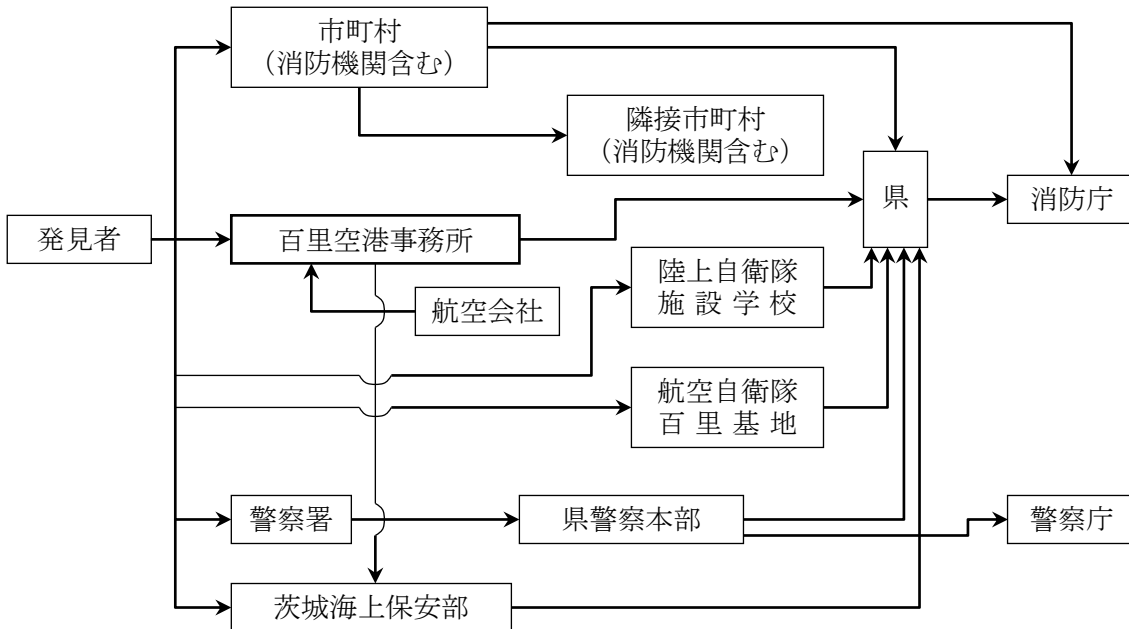 市町村
（消防機関含む）
隣接市町村
（消防機関含む）
県
消防庁
発見者
百里空港事務所
陸上自衛隊
施設学校
航空会社
航空自衛隊
百里基地
警察署
県警察本部
警察庁
茨城海上保安部